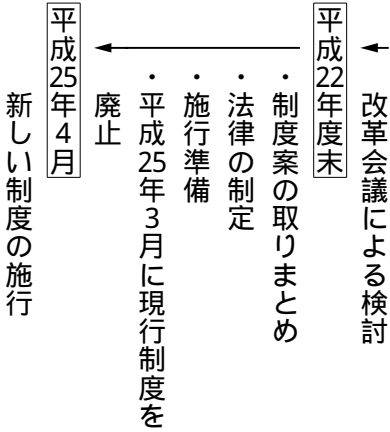 改革会議による検討
平成22年度末
・制度案の取りまとめ
・法律の制定
・施行準備
・平成25年3月に現行制度を
廃止
平成25年4月
新しい制度の施行